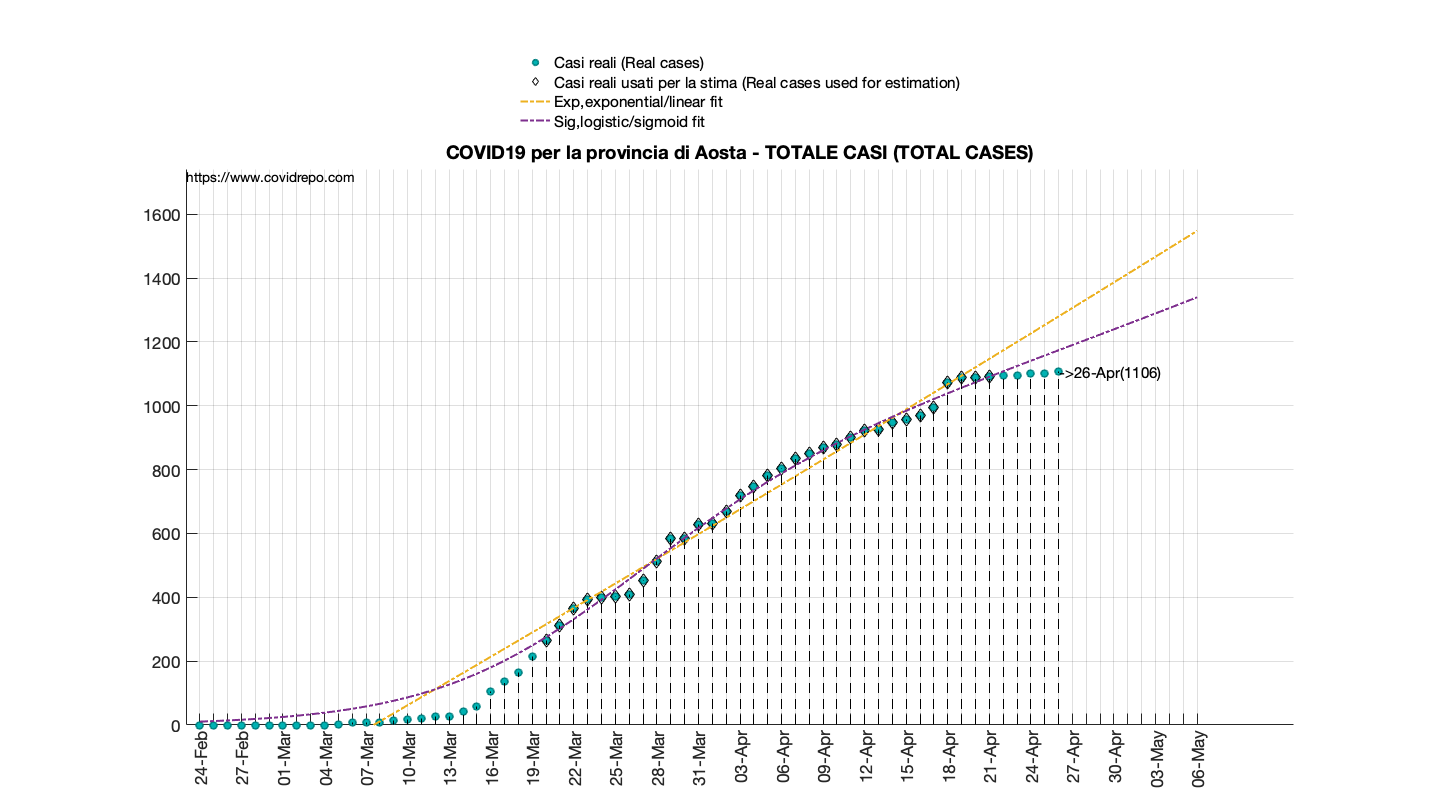 Casi reali (Real cases)
Casi reali usati per la stima (Real cases used for estimation)
Exp,exponential/linear fit
Sig,logistic/sigmoid fit
COVID19 per la provincia di Aosta - TOTALE CASI (TOTAL CASES)
https://www.covidrepo.com
1600
1400
1200
->26-Apr(1106)
1000
800
600
400
200
0
24-Feb
27-Feb
01-Mar
04-Mar
07-Mar
10-Mar
13-Mar
16-Mar
19-Mar
22-Mar
25-Mar
28-Mar
31-Mar
03-Apr
06-Apr
09-Apr
12-Apr
15-Apr
18-Apr
21-Apr
24-Apr
27-Apr
30-Apr
03-May
06-May